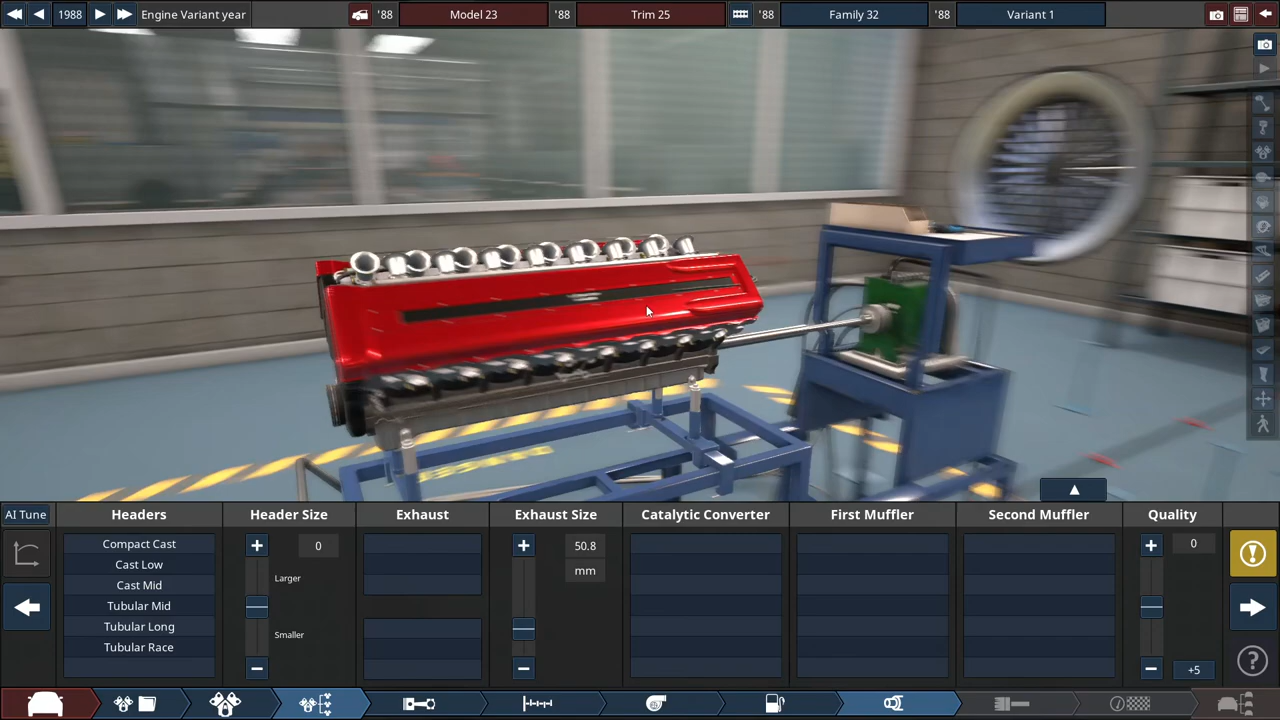 1988
Engine Variant year
'88
Model 23
'88
Trim 25
'88
Family 32
'88
Variant 1
AI Tune
Headers
Header Size
Exhaust
Exhaust Size
Catalytic Converter
First Muffler
Second Muffler
Quality
Compact Cast
Cast Low
Cast Mid
Tubular Mid
Tubular Long
Tubular Race
0
Larger
Smaller
50.8
mm
0
+5